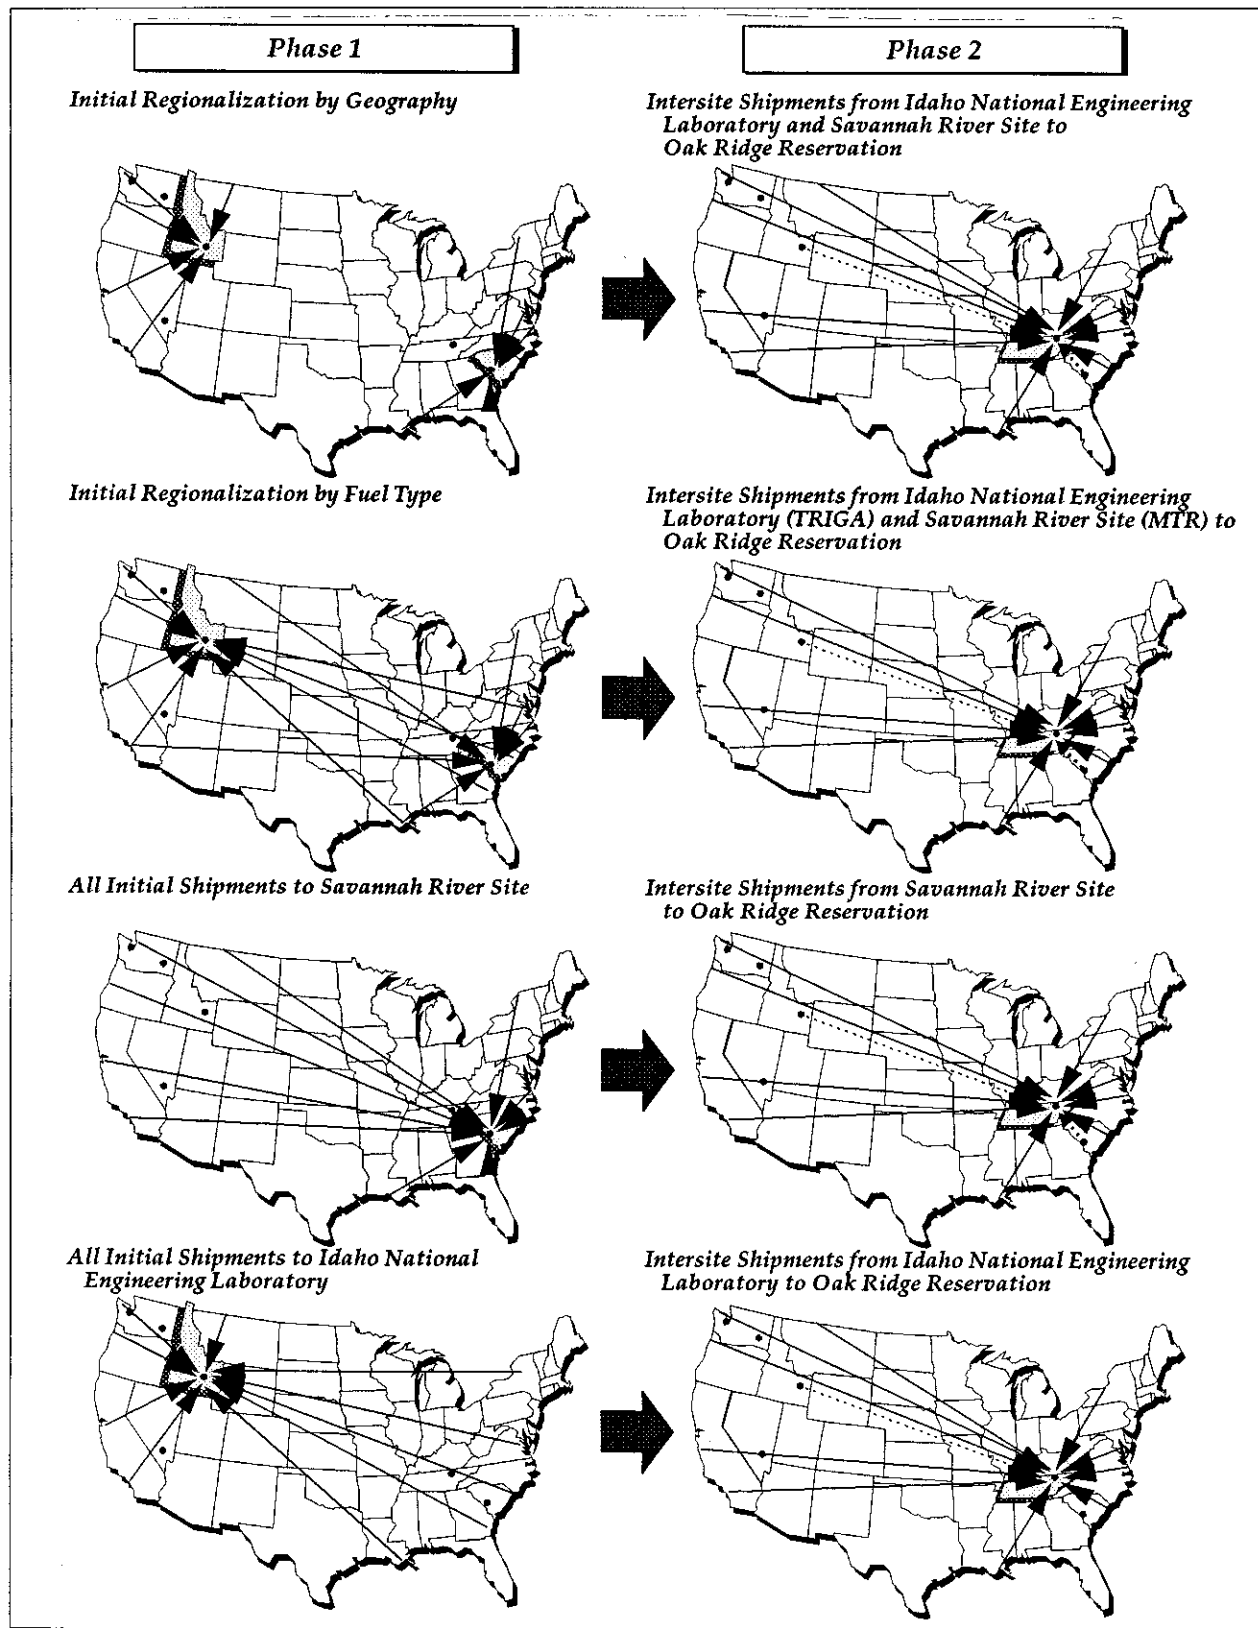 Phase 1
Phase 2
Initial Regionalization by Geography
Intersite Shipments from Idaho National Engineering
Laboratory and Savannah River Site to
Oak Ridge Reservation
Initial Regionalization by Fuel Type
Intersite Shipments from Idaho National Engineering
Laboratory (TRIGA) and Savannah River Site (MTR) to
Oak Ridge Reservation
All Initial Shipments to Savannah River Site
Intersite Shipments from Savannah River Site
to Oak Ridge Reservation
All Initial Shipments to Idaho National
Engineering Laboratory
Intersite Shipments from Idaho National Engineering
Laboratory to Oak Ridge Reservation